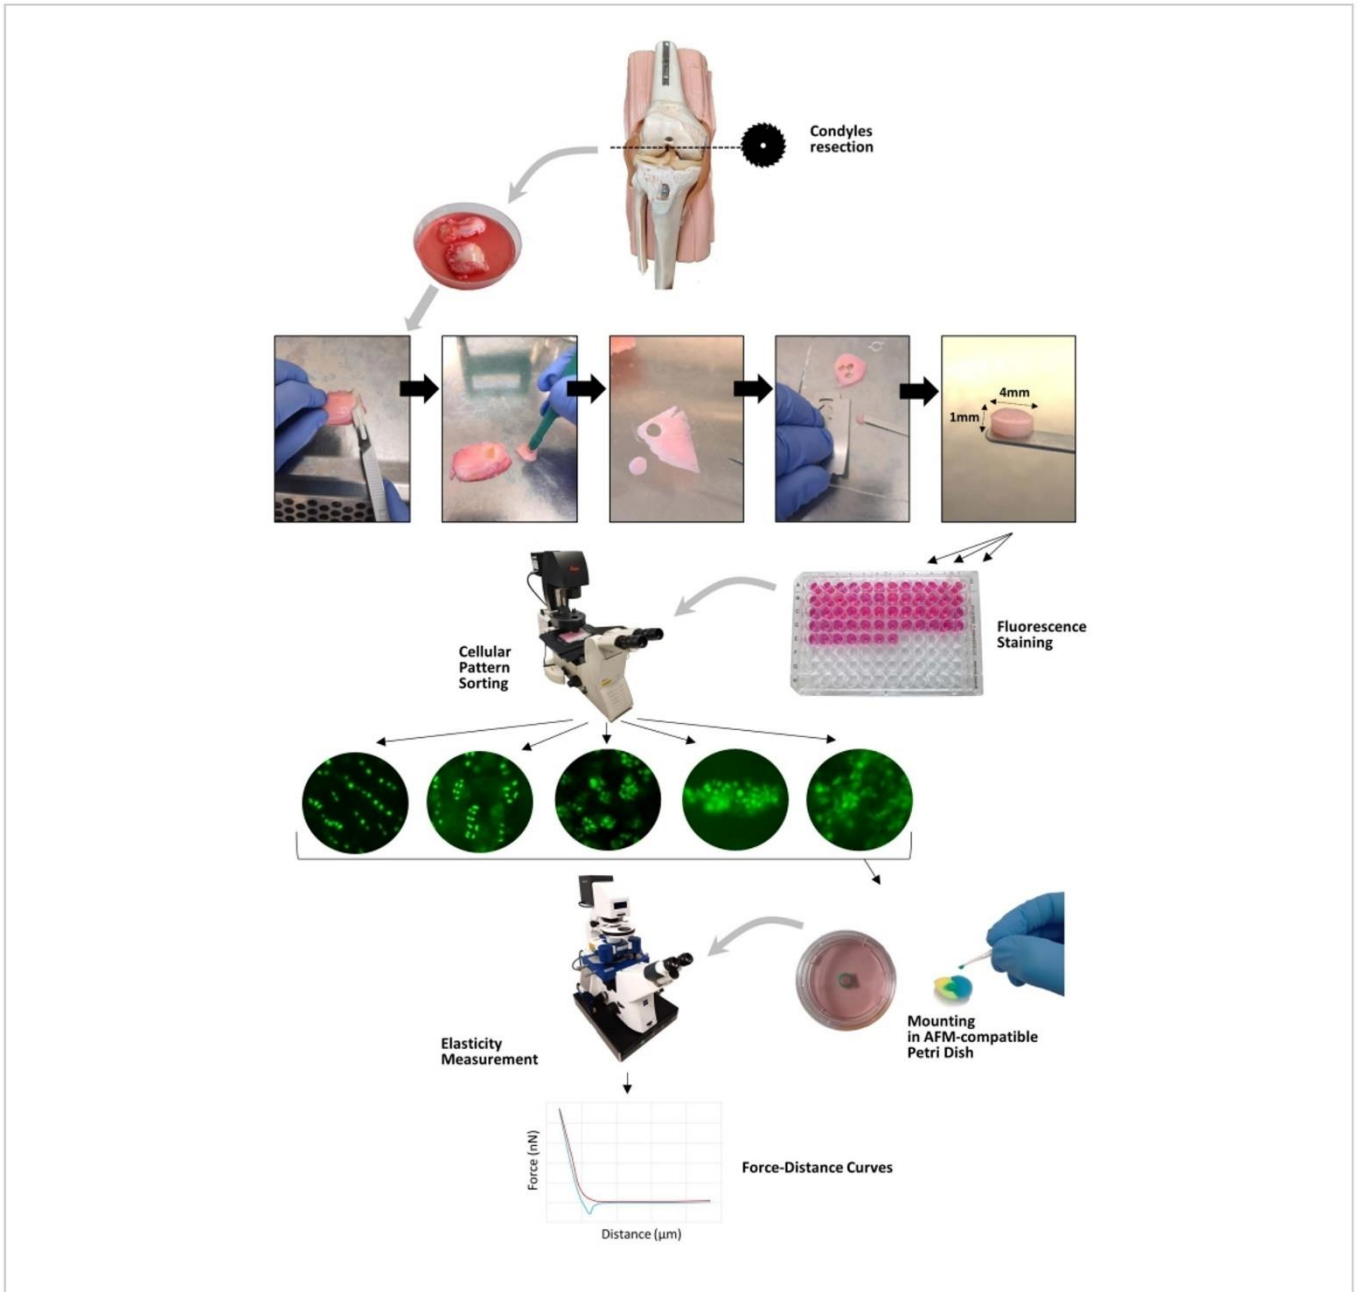 Condyles
resection
4mm
1mm
Fluorescence
Staining
Cellular
Pattern
Sorting
Mounting
in AFM-compatible
Petri Dish
Elasticity
Measurement
Force (nN)
Force-Distance Curves
Distance (µm)